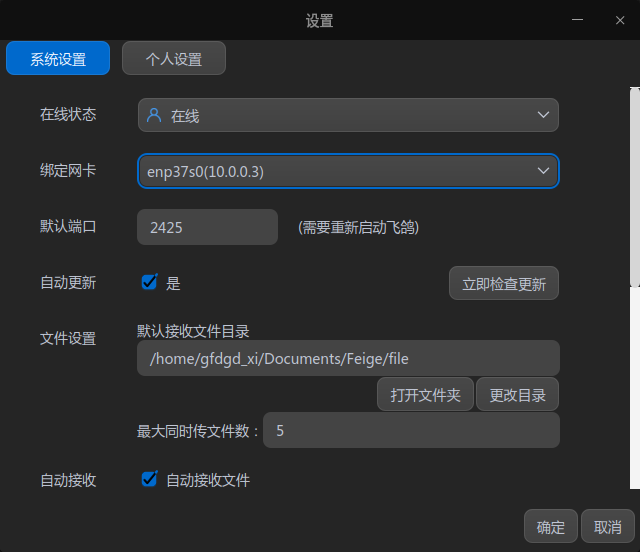 设置
系统设置 个人设置
在线状态 在线
绑定网卡 enp37s0(10.0.0.3)
默认端口 2425 (需要重新启动飞鸽)
自动更新 是 立即检查更新
文件设置 默认接收文件目录
/home/gfdgd_xi/Documents/Feige/file
打开文件夹 更改目录
最大同时传文件数： 5
自动接收 自动接收文件
确定 取消